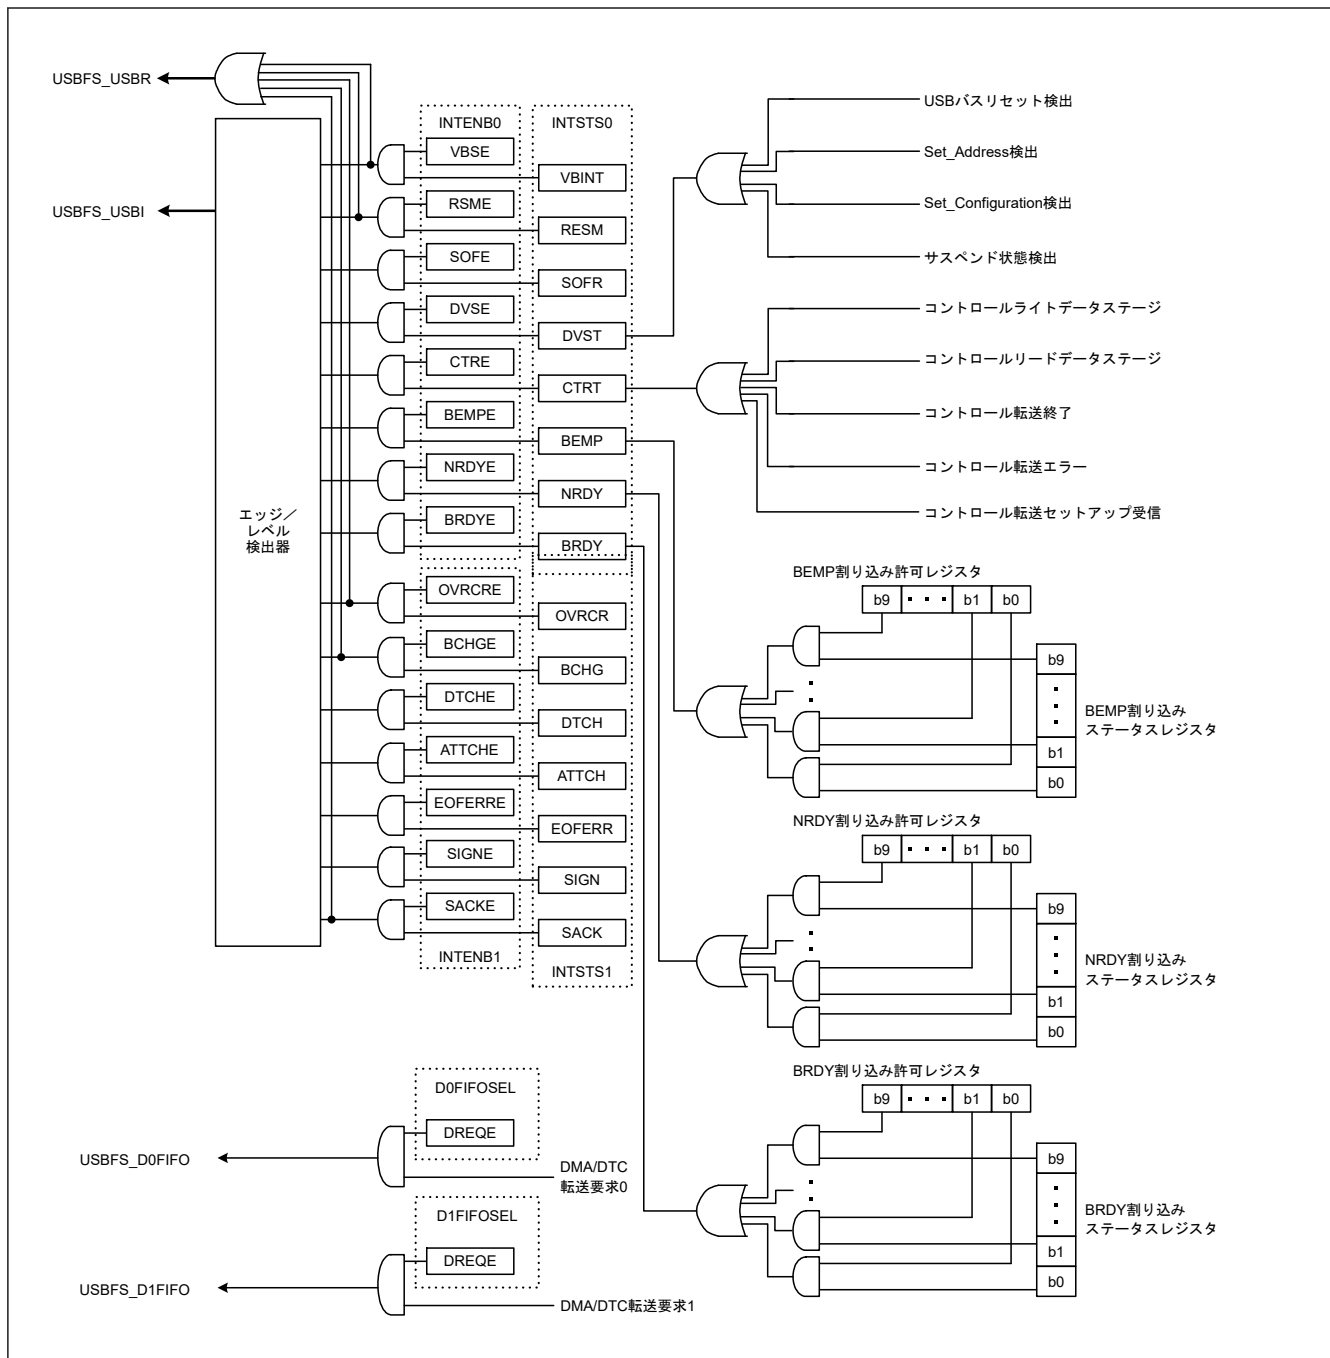 USBFS_USBR
USBFS_USBI
エッジ／
レベル
検出器
INTENB0
VBSE
RSME
SOFE
DVSE
CTRE
BEMPE
NRDYE
BRDYE
OVRCRE
BCHGE
DTCHE
ATTCHE
EOFERRE
SIGNE
SACKE
INTENB1
INTSTS0
VBINT
RESM
SOFR
DVST
CTRT
BEMP
NRDY
BRDY
OVRCR
BCHG
DTCH
ATTCH
EOFERR
SIGN
SACK
INTSTS1
USBバスリセット検出
Set_Address検出
Set_Configuration検出
サスペンド状態検出
コントロールライトデータステージ
コントロールリードデータステージ
コントロール転送終了
コントロール転送エラー
コントロール転送セットアップ受信
BEMP割り込み許可レジスタ
b9 ・・・ b1 b0
b9
b1
b0
BEMP割り込み
ステータスレジスタ
NRDY割り込み許可レジスタ
b9 ・・・ b1 b0
b9
b1
b0
NRDY割り込み
ステータスレジスタ
BRDY割り込み許可レジスタ
b9 ・・・ b1 b0
b9
b1
b0
BRDY割り込み
ステータスレジスタ
D0FIFOSEL
DREQE
USBFS_D0FIFO
DMA/DTC
転送要求0
D1FIFOSEL
DREQE
USBFS_D1FIFO
DMA/DTC転送要求1